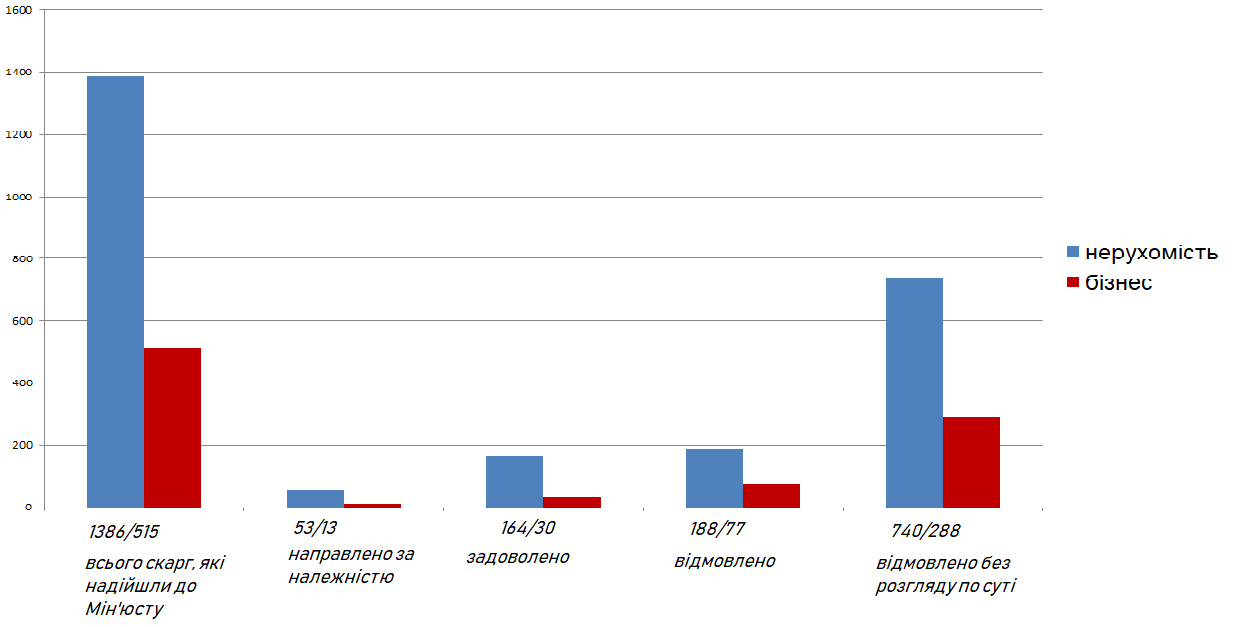 1600
1400
1200
1000
800
600
400
200
0
нерухомість
бізнес
1386/515
всього скарг, які
надійшли до
Мін'юсту
53/13
направлено за
належністю
164/30
задоволено
188/77
відмовлено
740/288
відмовлено без
розгляду по суті